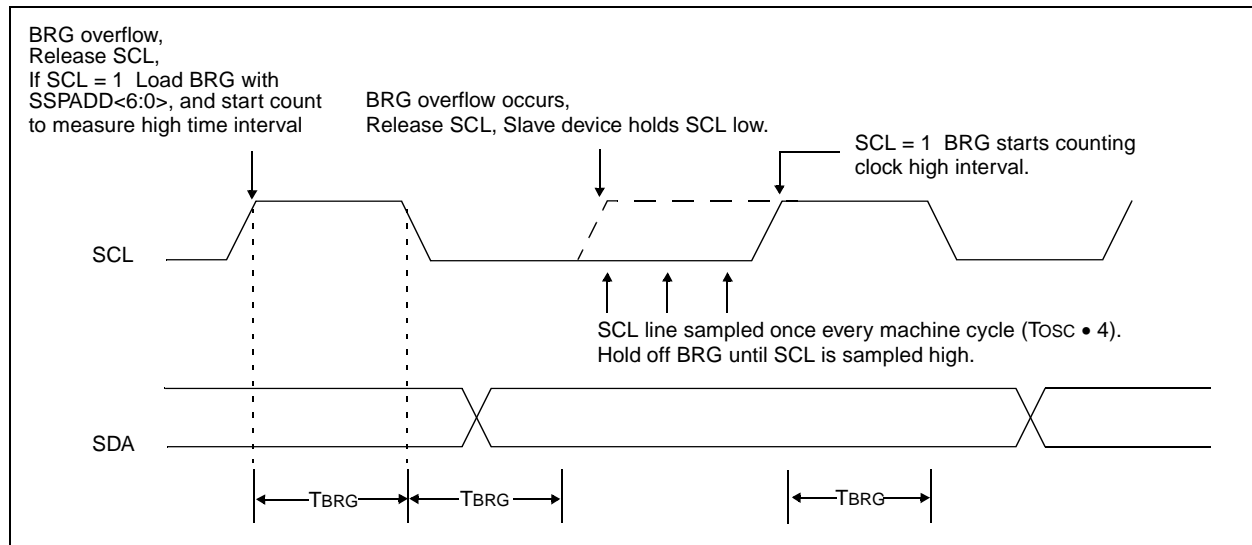 BRG overflow,
Release SCL,
If SCL = 1 Load BRG with
SSPADD<6:0>, and start count
to measure high time interval
BRG overflow occurs,
Release SCL, Slave device holds SCL low.
SCL = 1 BRG starts counting
clock high interval.
SCL
SCL line sampled once every machine cycle (TOSC • 4).
Hold off BRG until SCL is sampled high.
SDA
TBRG
TBRG
TBRG